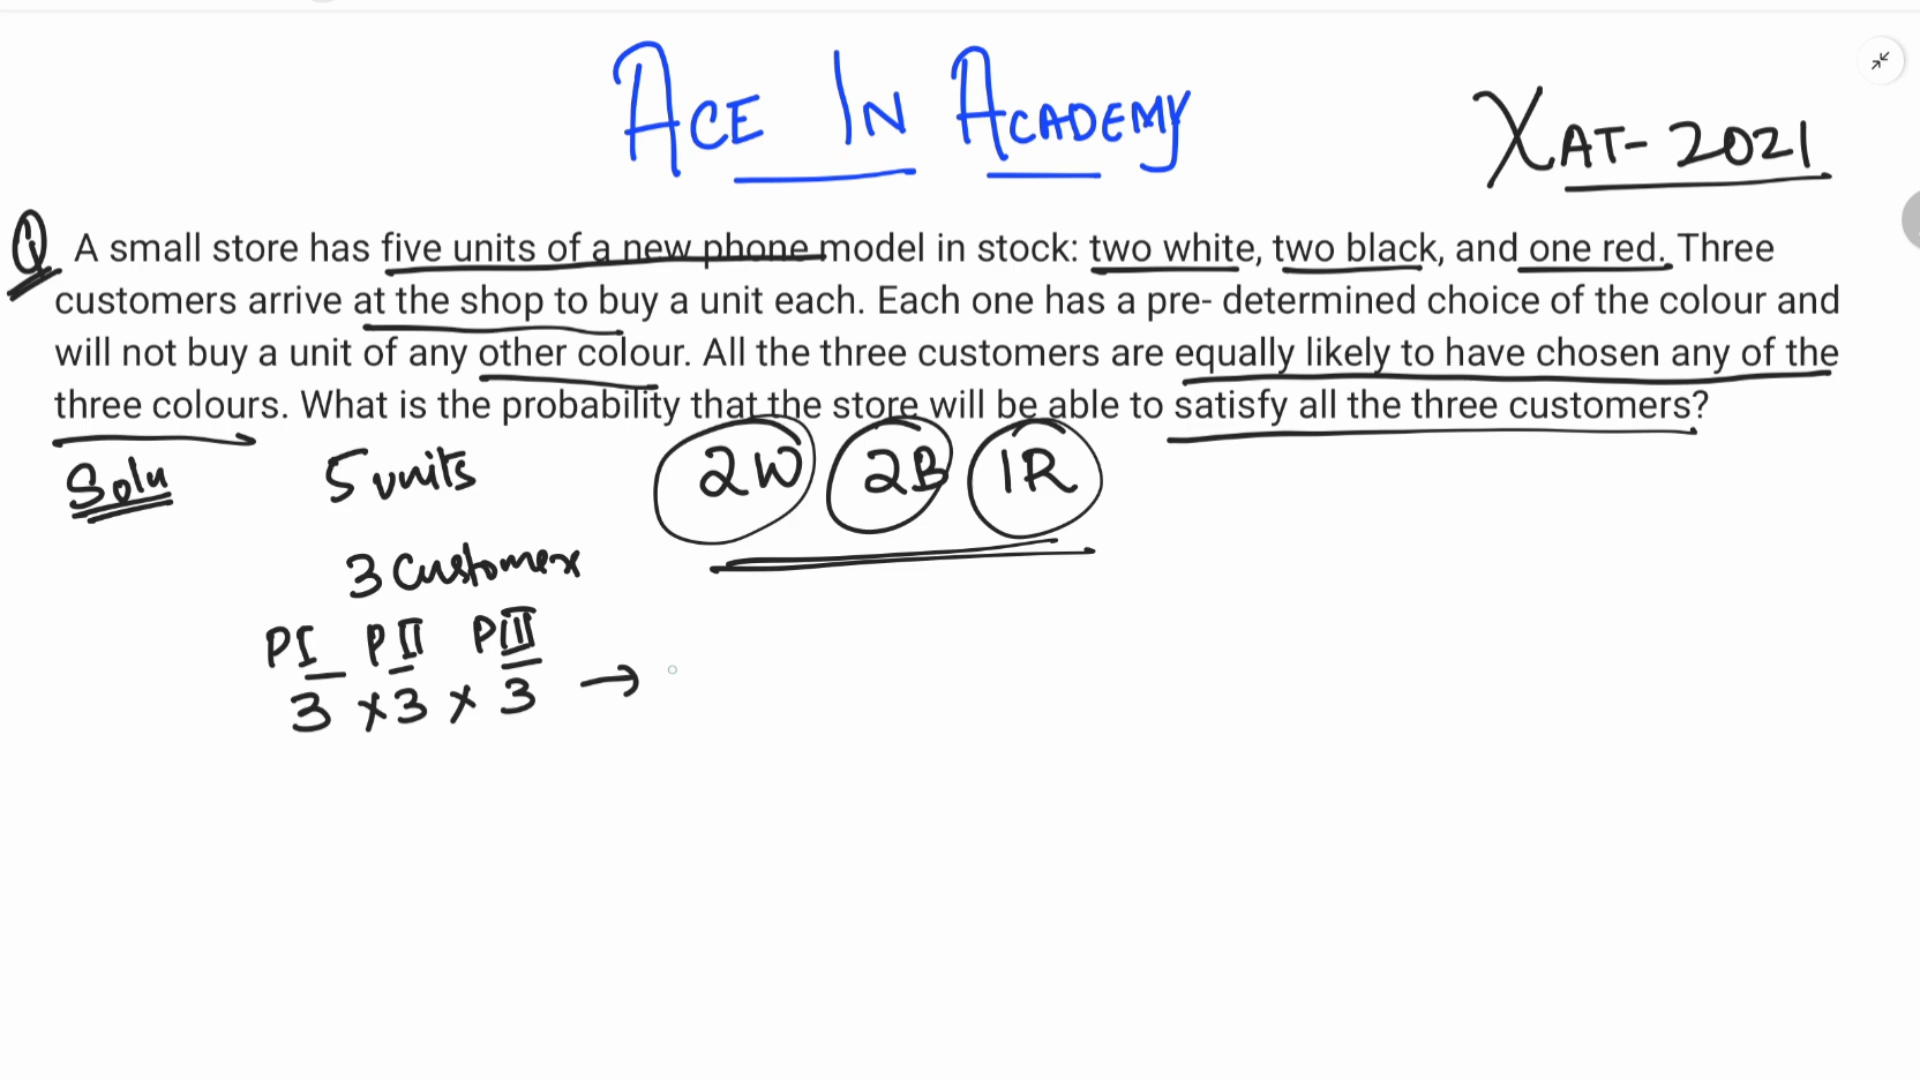 ACE IN ACADEMY
XAT-2021
Q A small store has five units of a new phone model in stock: two white, two black, and one red. Three
customers arrive at the shop to buy a unit each. Each one has a pre- determined choice of the colour and
will not buy a unit of any other colour. All the three customers are equally likely to have chosen any of the
three colours. What is the probability that the store will be able to satisfy all the three customers?
Soln 5 units 2W 2B 1R
3 Customer
PI PII PIII
3 x 3 x 3 →